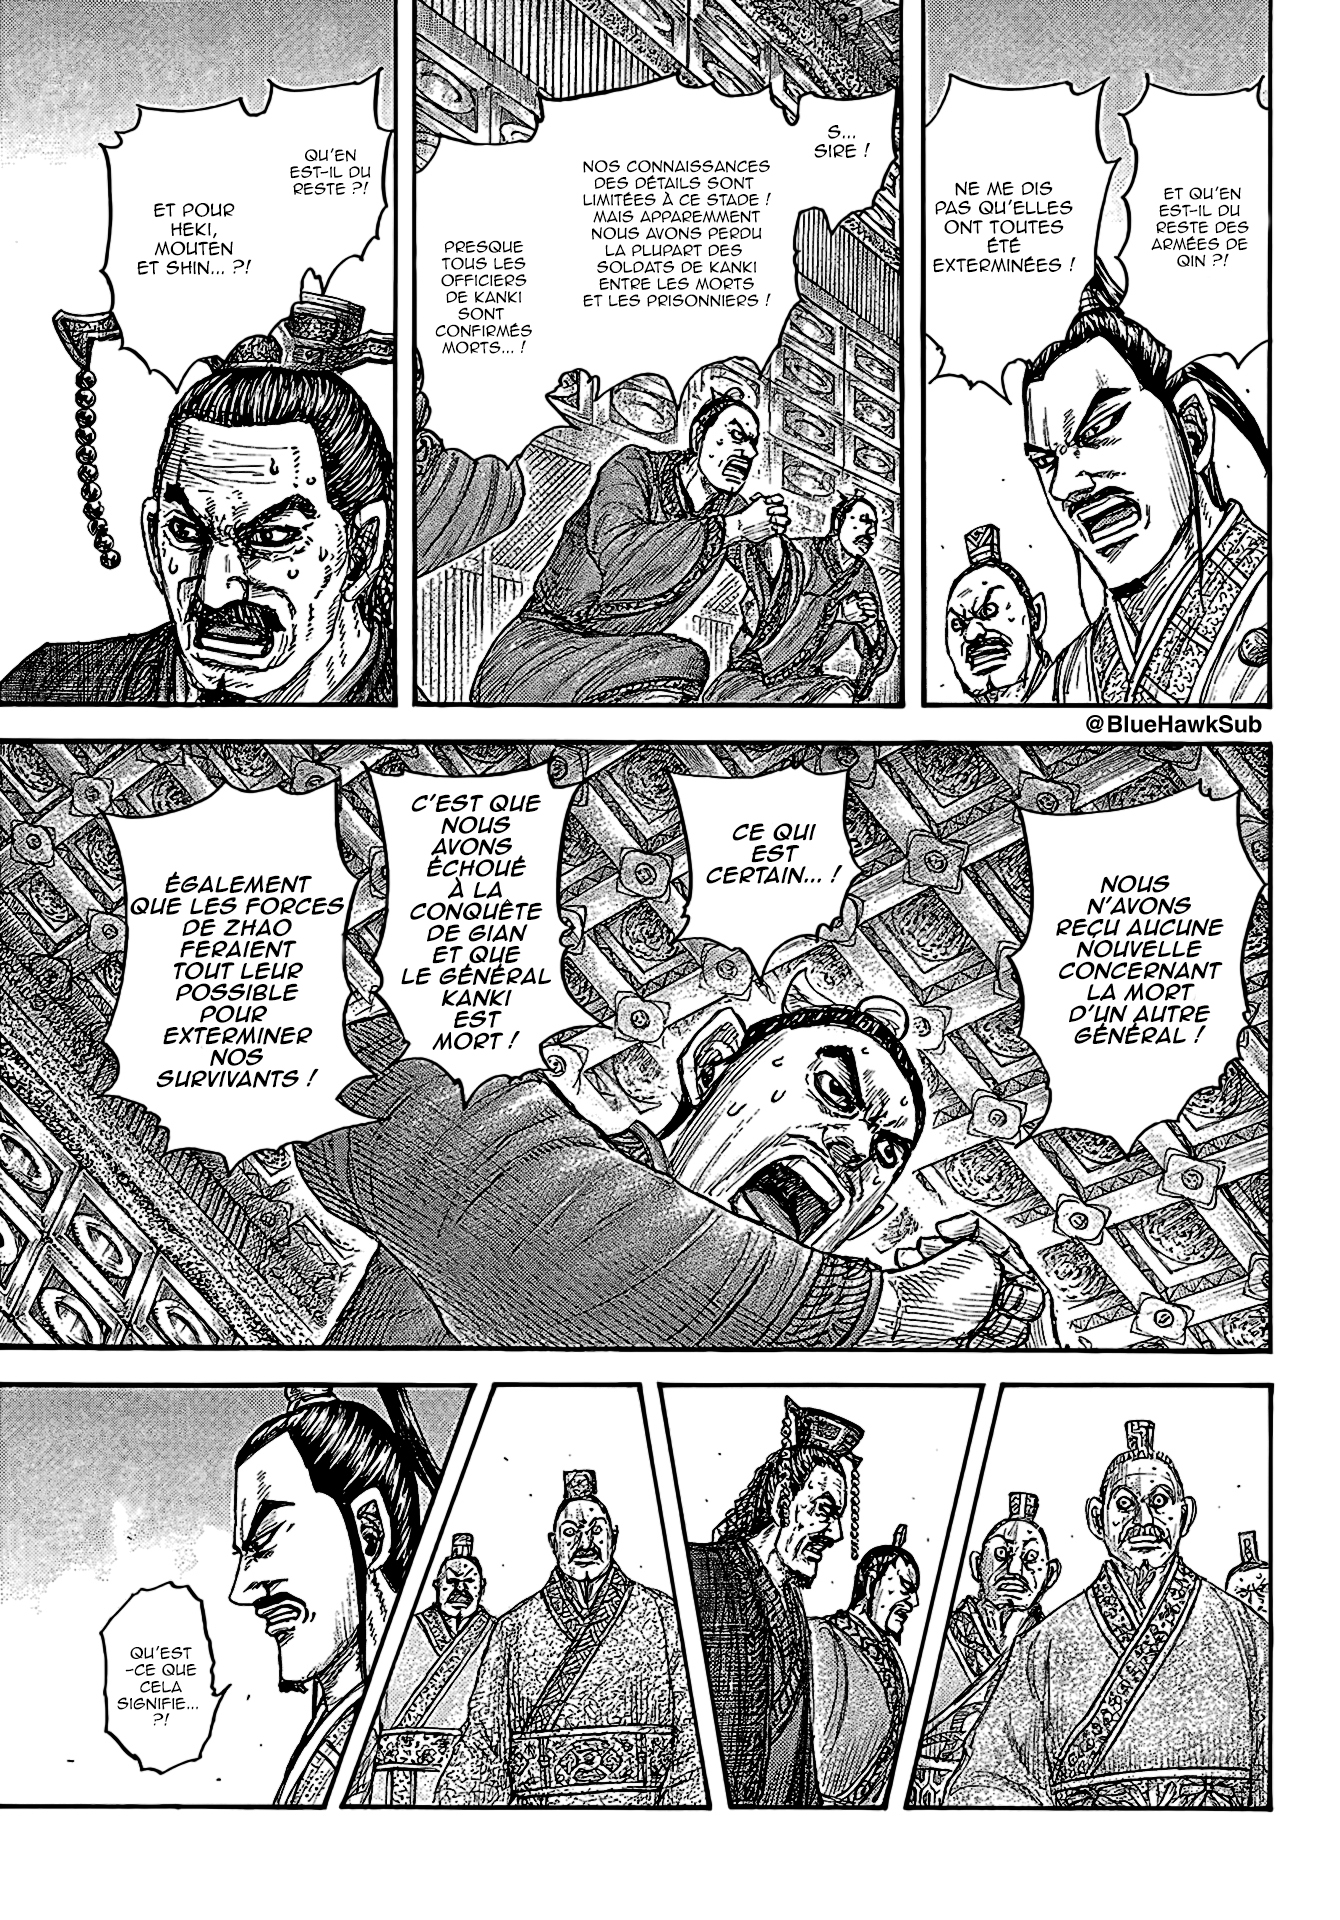 ET QU'EN
EST-IL DU
RESTE DES
ARMÉES DE
QIN ?!
NE ME DIS
PAS QU'ELLES
ONT TOUTES
ÉTÉ
EXTERMINÉES !
S...
SIRE !
NOS CONNAISSANCES
DES DÉTAILS SONT
LIMITÉES À CE STADE !
MAIS APPAREMMENT
NOUS AVONS PERDU
LA PLUPART DES
SOLDATS DE KANKI
ENTRE LES MORTS
ET LES PRISONNIERS !
PRESQUE
TOUS LES
OFFICIERS
DE KANKI
SONT
CONFIRMÉS
MORTS... !
QU'EN
EST-IL DU
RESTE ?!
ET POUR
HEKI,
MOUTEN
ET SHIN... ?!
@BlueHawkSub
NOUS
N'AVONS
REÇU AUCUNE
NOUVELLE
CONCERNANT
LA MORT
D'UN AUTRE
GÉNÉRAL !
CE QUI
EST
CERTAIN... !
C'EST QUE
NOUS
AVONS
ÉCHOUÉ
À LA
CONQUÊTE
DE GIAN
ET QUE
LE GÉNÉRAL
KANKI
EST
MORT !
ÉGALEMENT
QUE LES FORCES
DE ZHAO
FERAIENT
TOUT LEUR
POSSIBLE
POUR
EXTERMINER
NOS
SURVIVANTS !
QU'EST
-CE QUE
CELA
SIGNIFIE...
?!